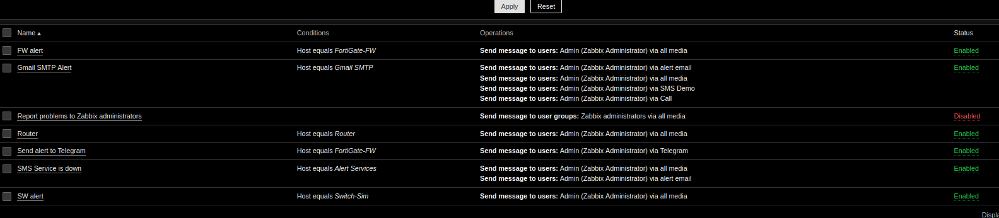 Apply Reset
Name Conditions Operations Status
FW alert Host equals FortiGate-FW Send message to users: Admin (Zabbix Administrator) via all media Enabled
Gmail SMTP Alert Host equals Gmail SMTP Send message to users: Admin (Zabbix Administrator) via alert email Enabled
Send message to users: Admin (Zabbix Administrator) via all media
Send message to users: Admin (Zabbix Administrator) via SMS Demo
Send message to users: Admin (Zabbix Administrator) via Call
Report problems to Zabbix administrators Send message to user groups: Zabbix administrators via all media Disabled
Router Host equals Router Send message to users: Admin (Zabbix Administrator) via all media Enabled
Send alert to Telegram Host equals FortiGate-FW Send message to users: Admin (Zabbix Administrator) via Telegram Enabled
SMS Service is down Host equals Alert Services Send message to users: Admin (Zabbix Administrator) via all media Enabled
Send message to users: Admin (Zabbix Administrator) via alert email
SW alert Host equals Switch-Sim Send message to users: Admin (Zabbix Administrator) via all media Enabled